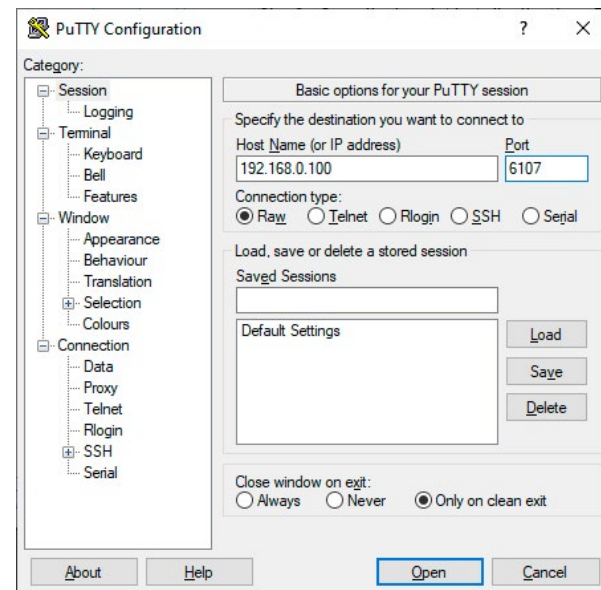 PuTTY Configuration
?
Category:
Session
Logging
Terminal
Keyboard
Bell
Features
Window
Appearance
Behaviour
Translation
Selection
Colours
Connection
Data
Proxy
Telnet
Rlogin
SSH
Serial
Basic options for your PuTTY session
Specify the destination you want to connect to
Host Name (or IP address) Port
192.168.0.100 6107
Connection type:
Raw Telnet Rlogin SSH Serial
Load, save or delete a stored session
Saved Sessions
Default Settings
Load
Save
Delete
Close window on exit:
Always Never Only on clean exit
About Help Open Cancel